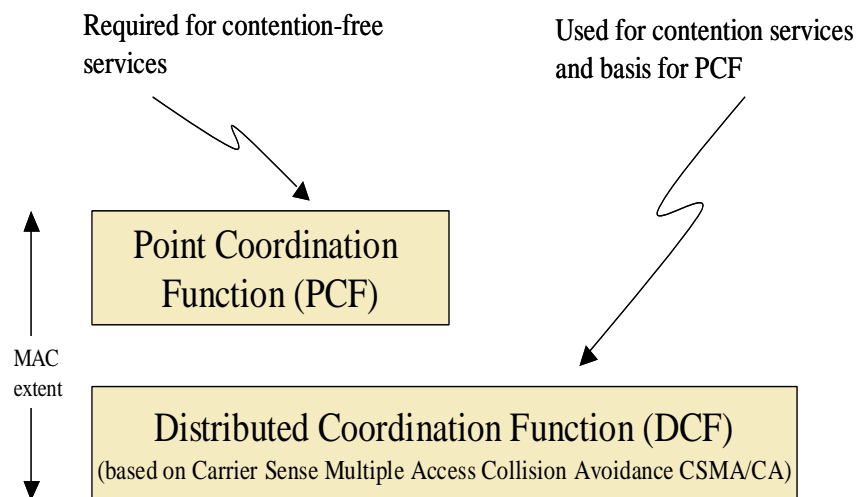 Required for contention-free
services
Used for contention services
and basis for PCF
Point Coordination
Function (PCF)
MAC
extent
Distributed Coordination Function (DCF)
(based on Carrier Sense Multiple Access Collision Avoidance CSMA/CA)